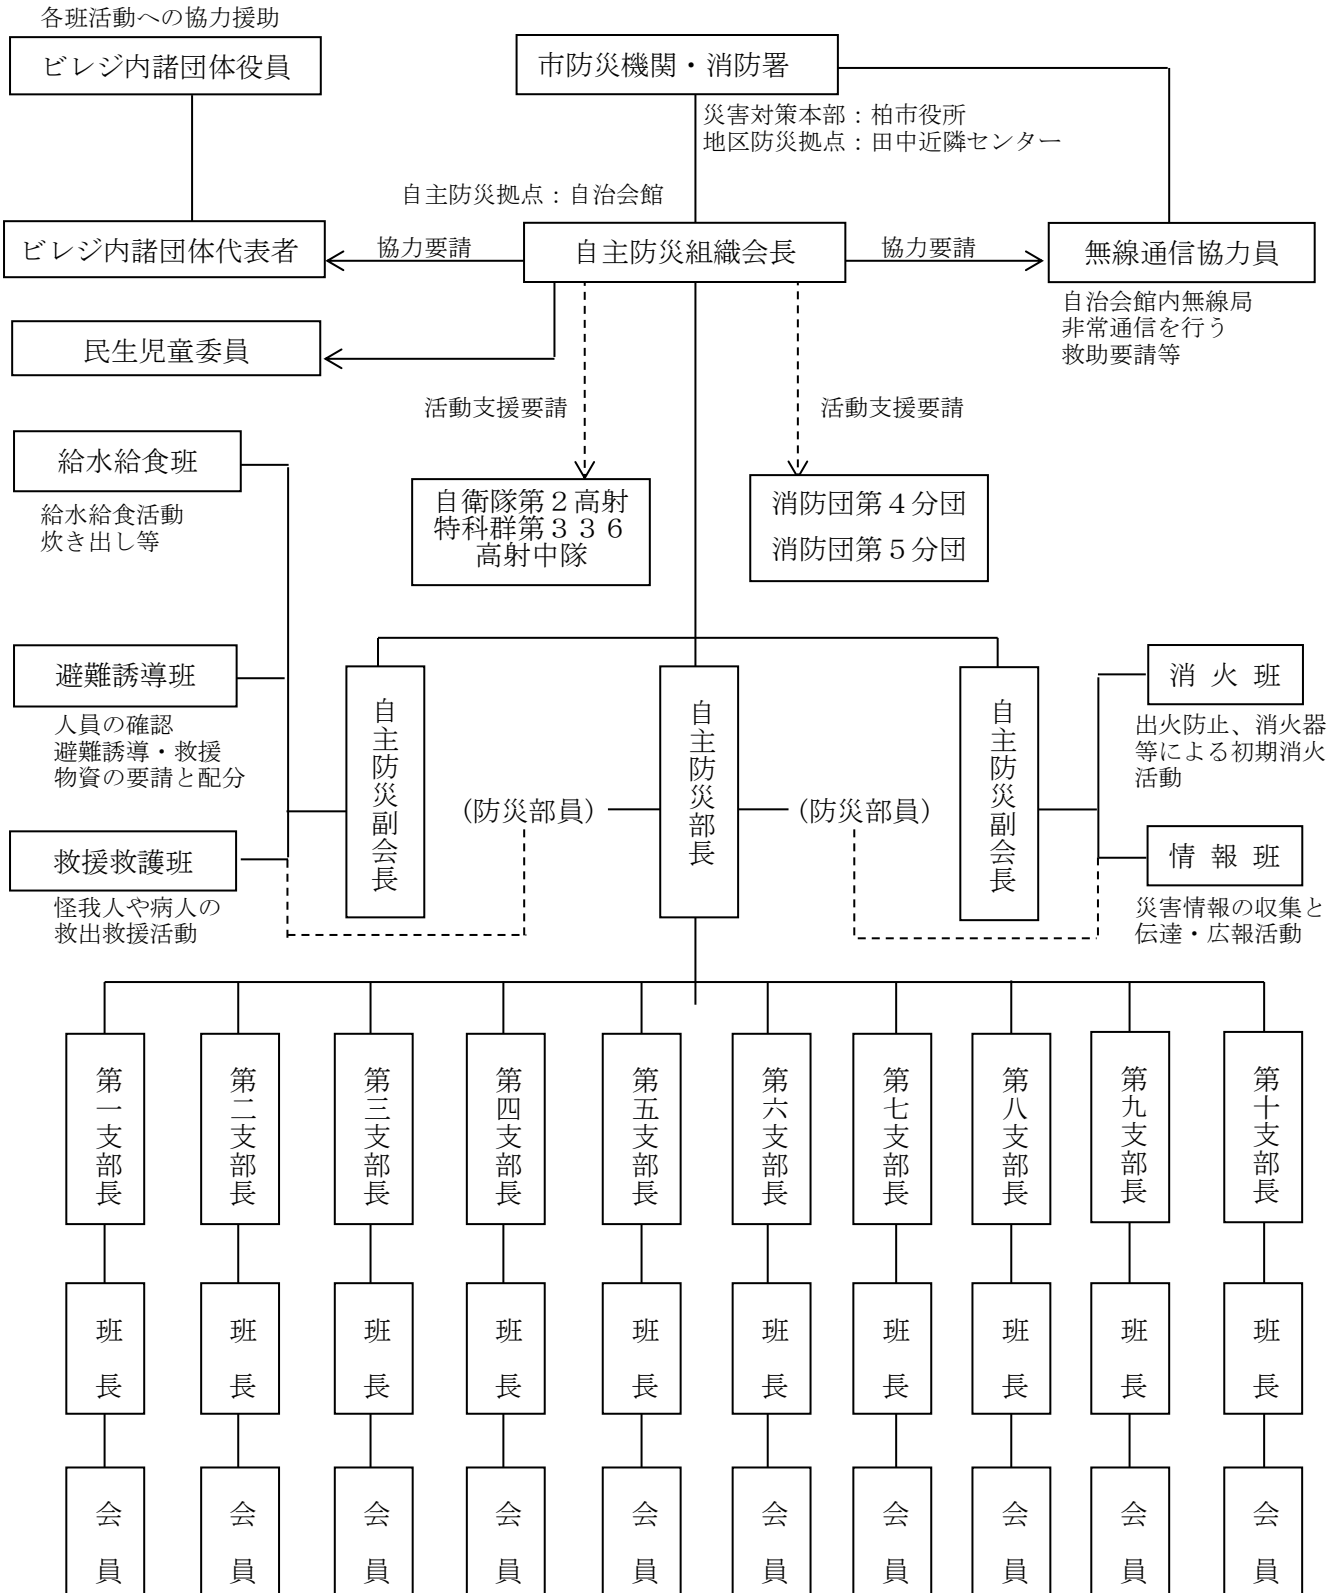 各班活動への協力援助
ビレジ内諸団体役員
市防災機関・消防署
災害対策本部：柏市役所
地区防災拠点：田中近隣センター
自主防災拠点：自治会館
ビレジ内諸団体代表者
協力要請
自主防災組織会長
協力要請
無線通信協力員
自治会館内無線局
非常通信を行う
救助要請等
民生児童委員
活動支援要請
活動支援要請
給水給食班
給水給食活動
炊き出し等
自衛隊第２高射
特科群第３３６
高射中隊
消防団第４分団
消防団第５分団
避難誘導班
人員の確認
避難誘導・救援
物資の要請と配分
救援救護班
怪我人や病人の
救出救援活動
自主防災副会長
(防災部員)
自主防災部長
(防災部員)
自主防災副会長
消 火 班
出火防止、消火器
等による初期消火
活動
情 報 班
災害情報の収集と
伝達・広報活動
第一支部長
第二支部長
第三支部長
第四支部長
第五支部長
第六支部長
第七支部長
第八支部長
第九支部長
第十支部長
班長
班長
班長
班長
班長
班長
班長
班長
班長
班長
会員
会員
会員
会員
会員
会員
会員
会員
会員
会員